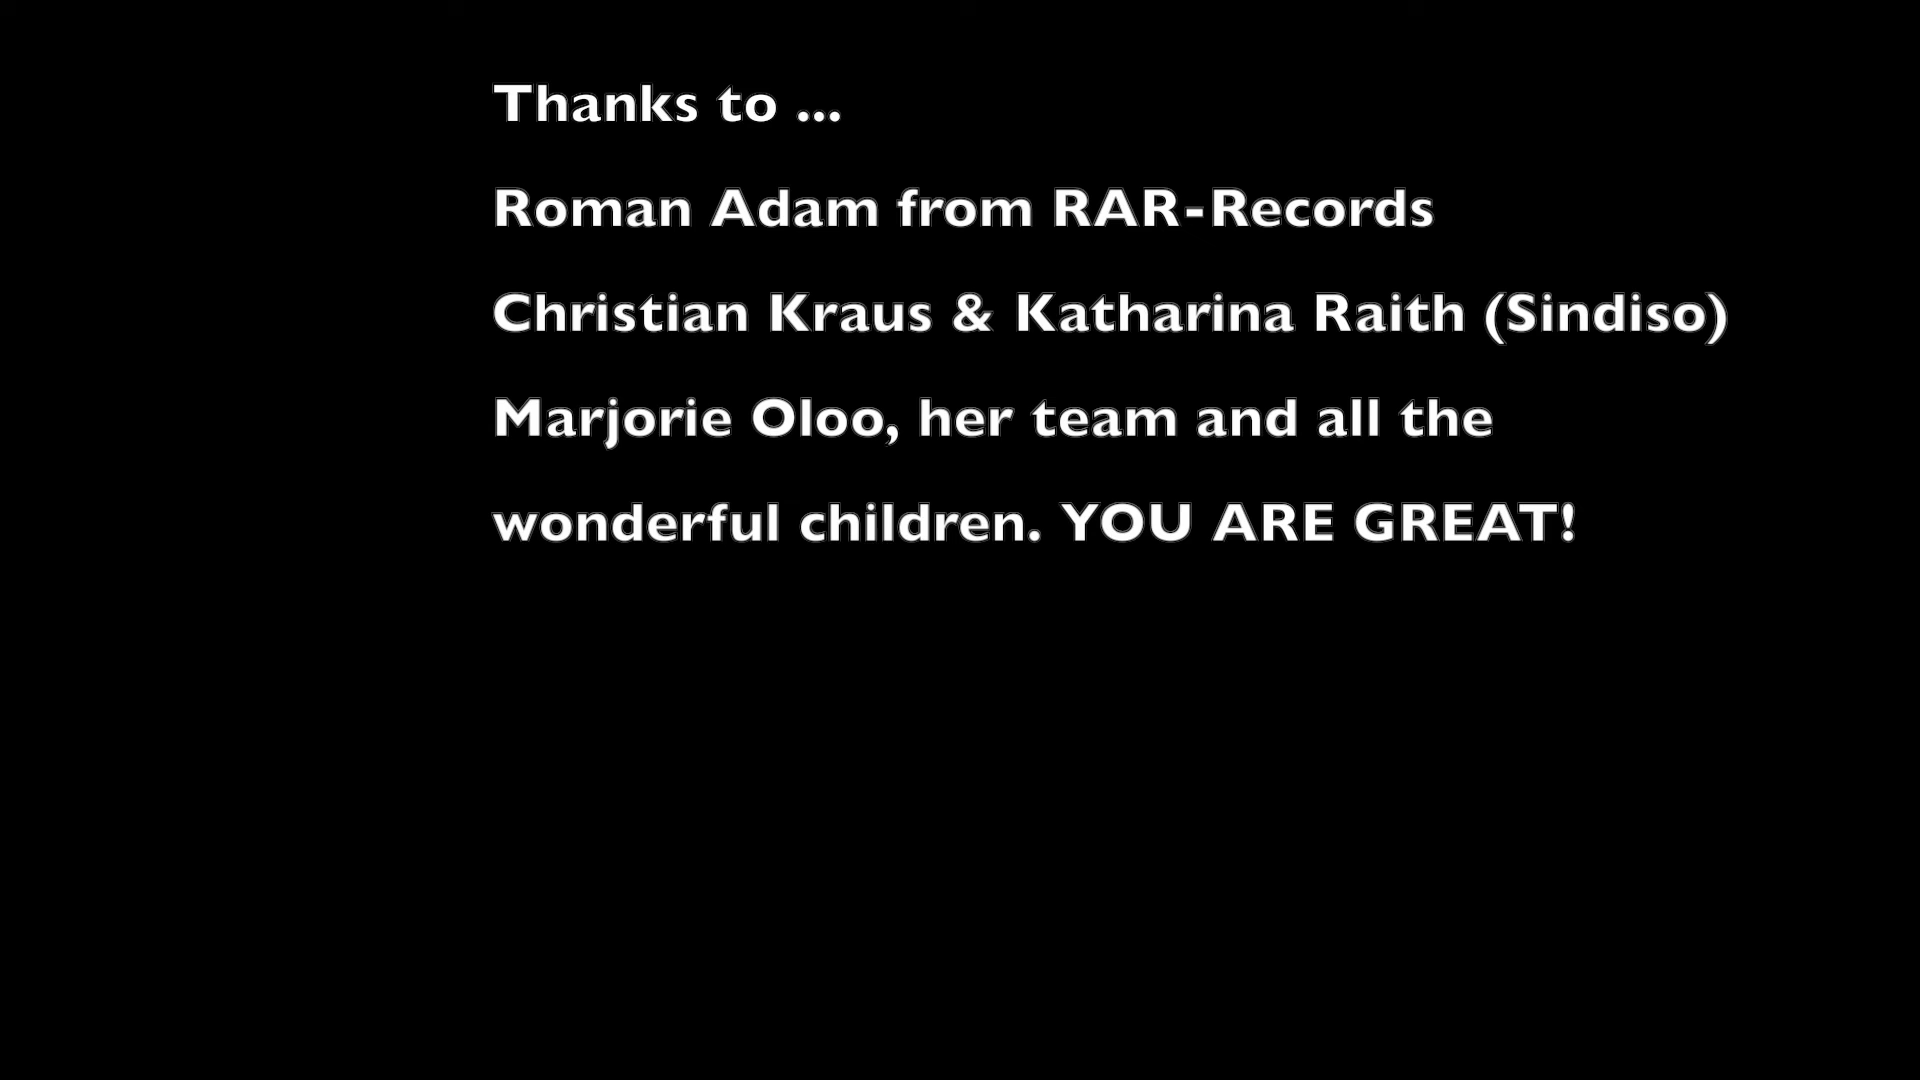 Thanks to ...
Roman Adam from RAR-Records
Christian Kraus & Katharina Raith (Sindiso)
Marjorie Oloo, her team and all the
wonderful children. YOU ARE GREAT!